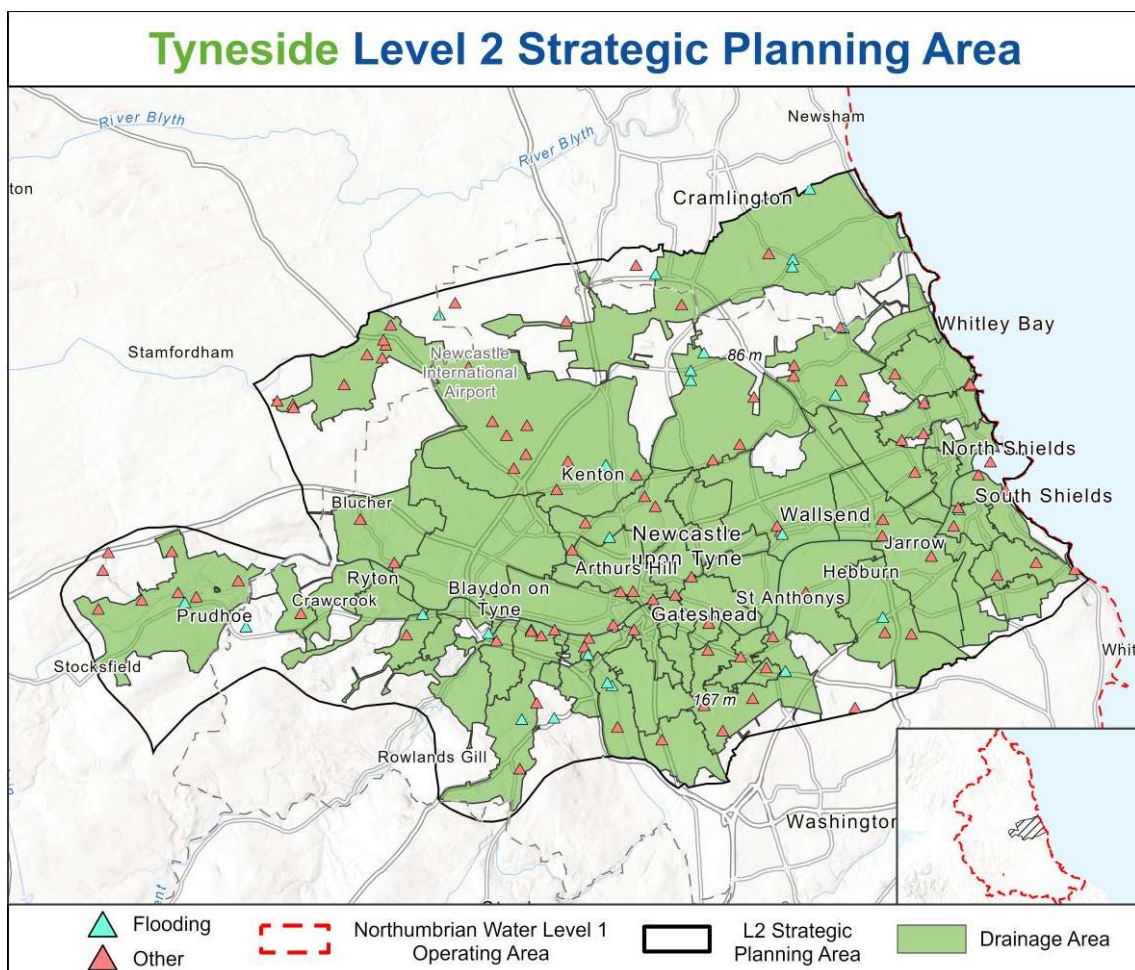 Tyneside Level 2 Strategic Planning Area
Newsham
River Blyth
River Blyth
ton
Cramlington
Whitley Bay
Stamfordham
86 m
Newcastle
International
Airport
North Shields
Kenton
South Shields
Blucher
Wallsend
Newcastle
upon Tyne
Jarrow
Arthurs Hill
Ryton
Hebburn
Blaydon on
Tyne
Crawcrook
St Anthonys
Prudhoe
Gateshead
Stocksfield
Whit
167 m
Rowlands Gill
Washington
Flooding
Other
Northumbrian Water Level 1
Operating Area
L2 Strategic
Planning Area
Drainage Area